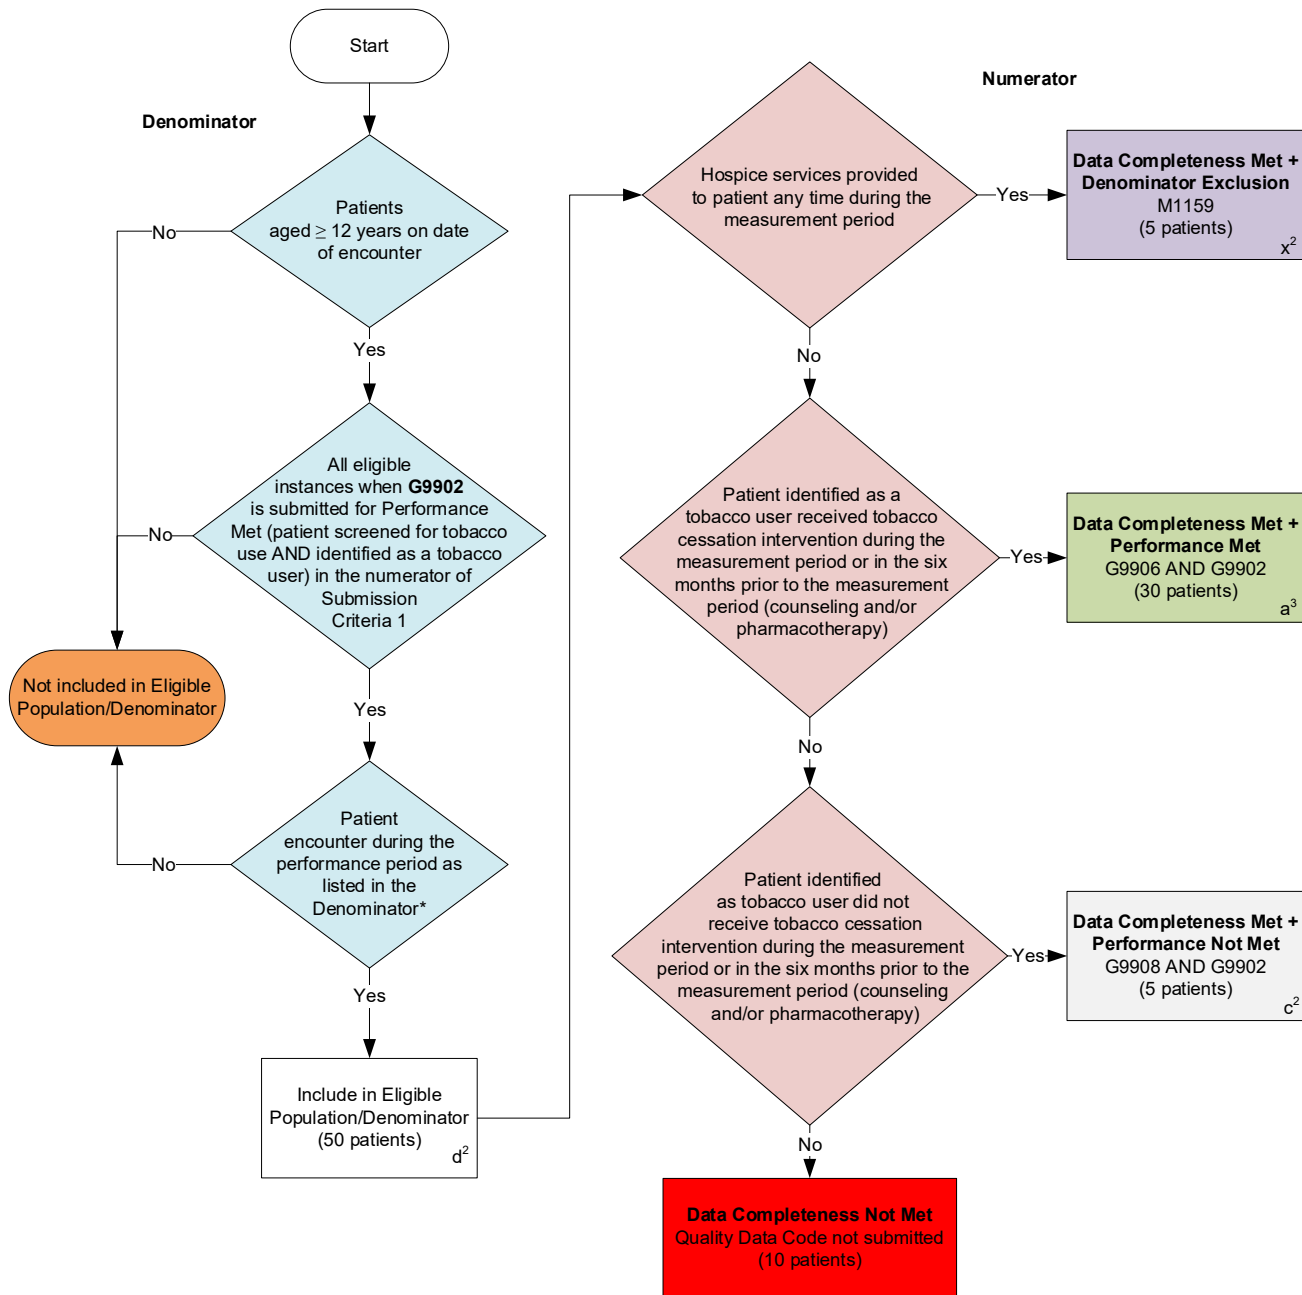 Start
Denominator
Patients
aged ≥ 12 years on date
of encounter
No
Yes
All eligible
instances when G9902
is submitted for Performance
Met (patient screened for tobacco
use AND identified as a tobacco
user) in the numerator of
Submission
Criteria 1
No
Yes
Not included in Eligible
Population/Denominator
Patient
encounter during the
performance period as
listed in the
Denominator*
No
Yes
Include in Eligible
Population/Denominator
(50 patients)
d²
Numerator
Hospice services provided
to patient any time during the
measurement period
Yes
Data Completeness Met +
Denominator Exclusion
M1159
(5 patients)
x²
No
Patient identified as a
tobacco user received tobacco
cessation intervention during the
measurement period or in the six
months prior to the measurement
period (counseling and/or
pharmacotherapy)
Yes
Data Completeness Met +
Performance Met
G9906 AND G9902
(30 patients)
a³
No
Patient identified
as tobacco user did not
receive tobacco cessation
intervention during the measurement
period or in the six months prior to the
measurement period (counseling
and/or pharmacotherapy)
Yes
Data Completeness Met +
Performance Not Met
G9908 AND G9902
(5 patients)
c²
No
Data Completeness Not Met
Quality Data Code not submitted
(10 patients)